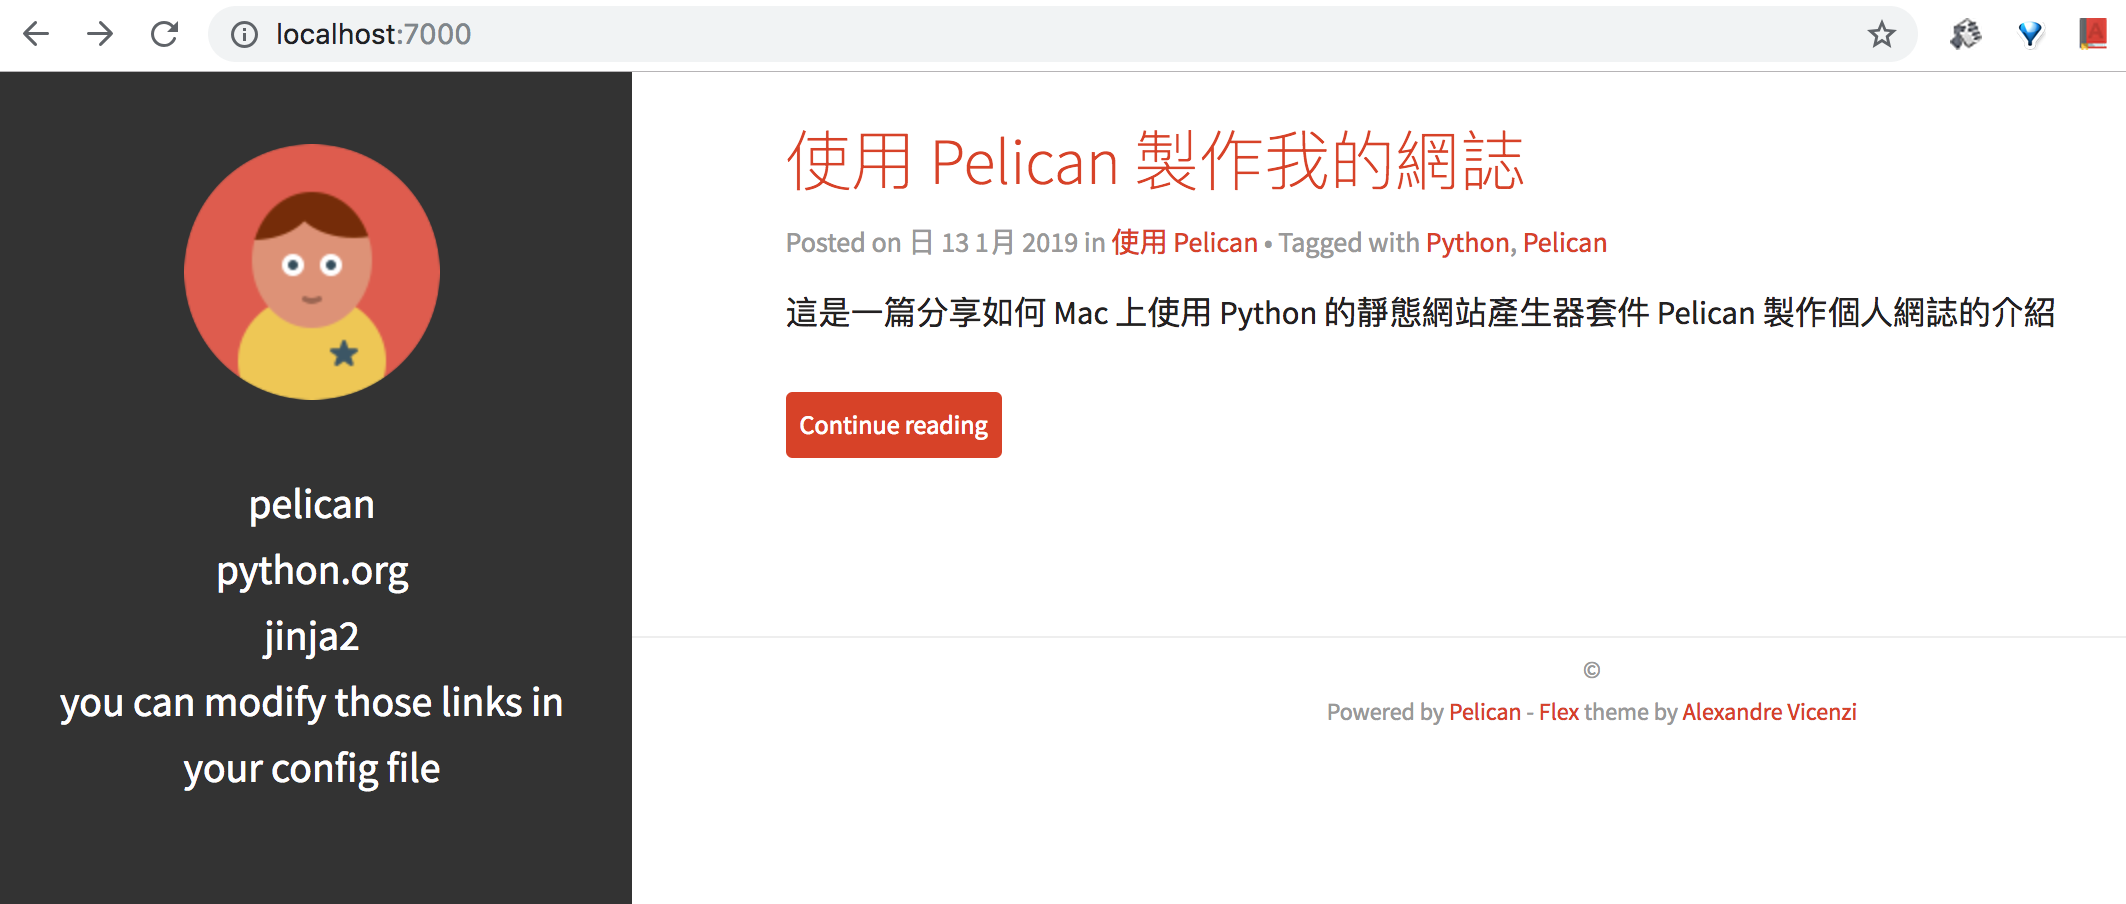 localhost:7000
pelican
python.org
jinja2
you can modify those links in
your config file
使用 Pelican 製作我的網誌
Posted on 日 13 1月 2019 in 使用 Pelican • Tagged with Python, Pelican
這是一篇分享如何 Mac 上使用 Python 的靜態網站產生器套件 Pelican 製作個人網誌的介紹
Continue reading
©
Powered by Pelican - Flex theme by Alexandre Vicenzi